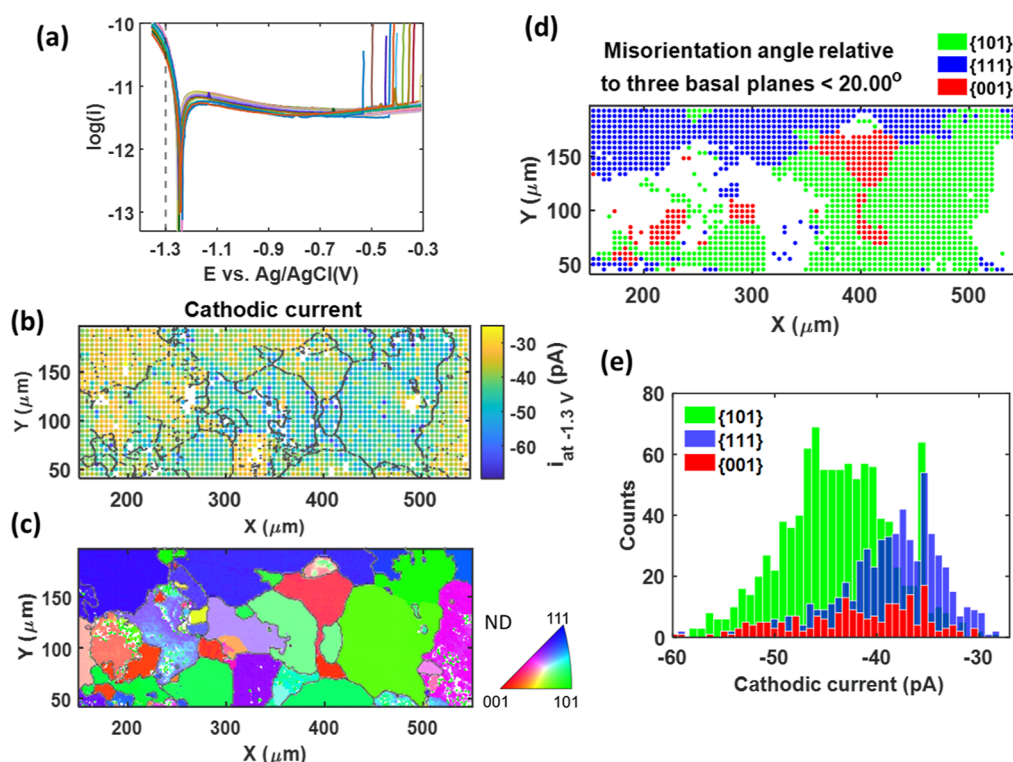 (a)
-10
-11
-12
-13
log(I)
-1.3 -1.1 -0.9 -0.7 -0.5 -0.3
E vs. Ag/AgCl(V)
(b)
Cathodic current
150
100
50
Y (μm)
200 300 400 500
X (μm)
-30
-40
-50
-60
i at -1.3 V (pA)
(c)
150
100
50
Y (μm)
200 300 400 500
X (μm)
ND
111
001 101
(d)
Misorientation angle relative
to three basal planes < 20.00o
{101}
{111}
{001}
150
100
50
Y (μm)
200 300 400 500
X (μm)
(e)
80
60
40
20
0
Counts
{101}
{111}
{001}
-60 -50 -40 -30
Cathodic current (pA)